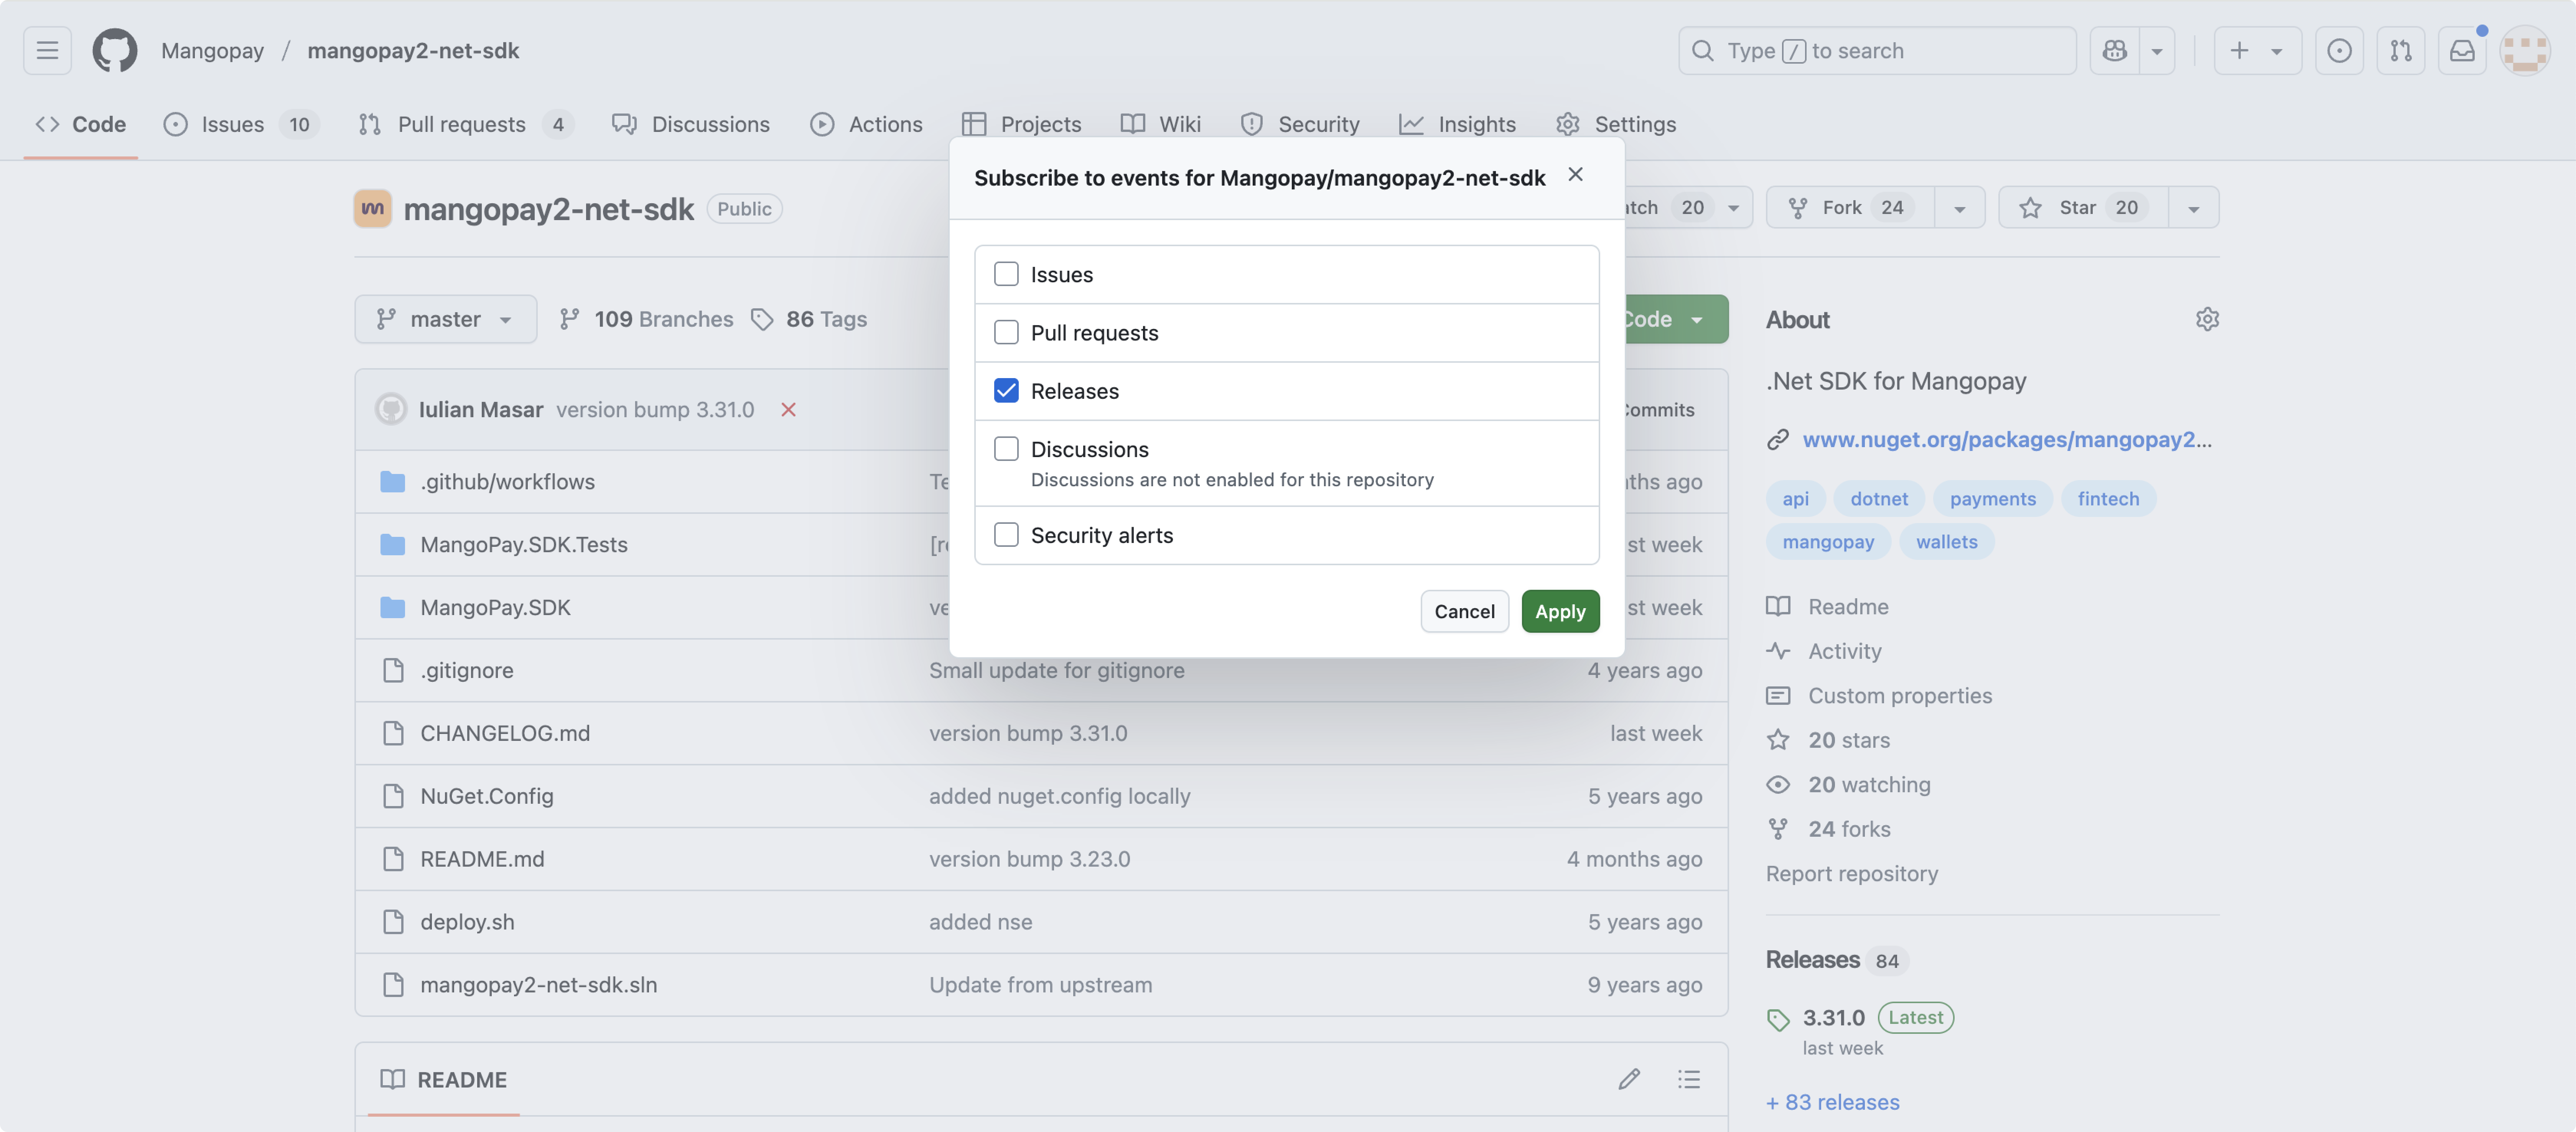 Mangopay / mangopay2-net-sdk
Type / to search
Code
Issues 10
Pull requests 4
Discussions
Actions
Projects
Wiki
Security
Insights
Settings
mangopay2-net-sdk Public
20
Fork 24
Star 20
Subscribe to events for Mangopay/mangopay2-net-sdk
Issues
Pull requests
Releases
Discussions
Discussions are not enabled for this repository
Security alerts
Cancel
Apply
master
109 Branches
86 Tags
Code
Iulian Masar version bump 3.31.0
Commits
.github/workflows
ago
MangoPay.SDK.Tests
week
MangoPay.SDK
week
.gitignore Small update for gitignore 4 years ago
CHANGELOG.md version bump 3.31.0 last week
NuGet.Config added nuget.config locally 5 years ago
README.md version bump 3.23.0 4 months ago
deploy.sh added nse 5 years ago
mangopay2-net-sdk.sln Update from upstream 9 years ago
README
About
.Net SDK for Mangopay
www.nuget.org/packages/mangopay2...
api dotnet payments fintech
mangopay wallets
Readme
Activity
Custom properties
20 stars
20 watching
24 forks
Report repository
Releases 84
3.31.0 Latest
last week
+ 83 releases